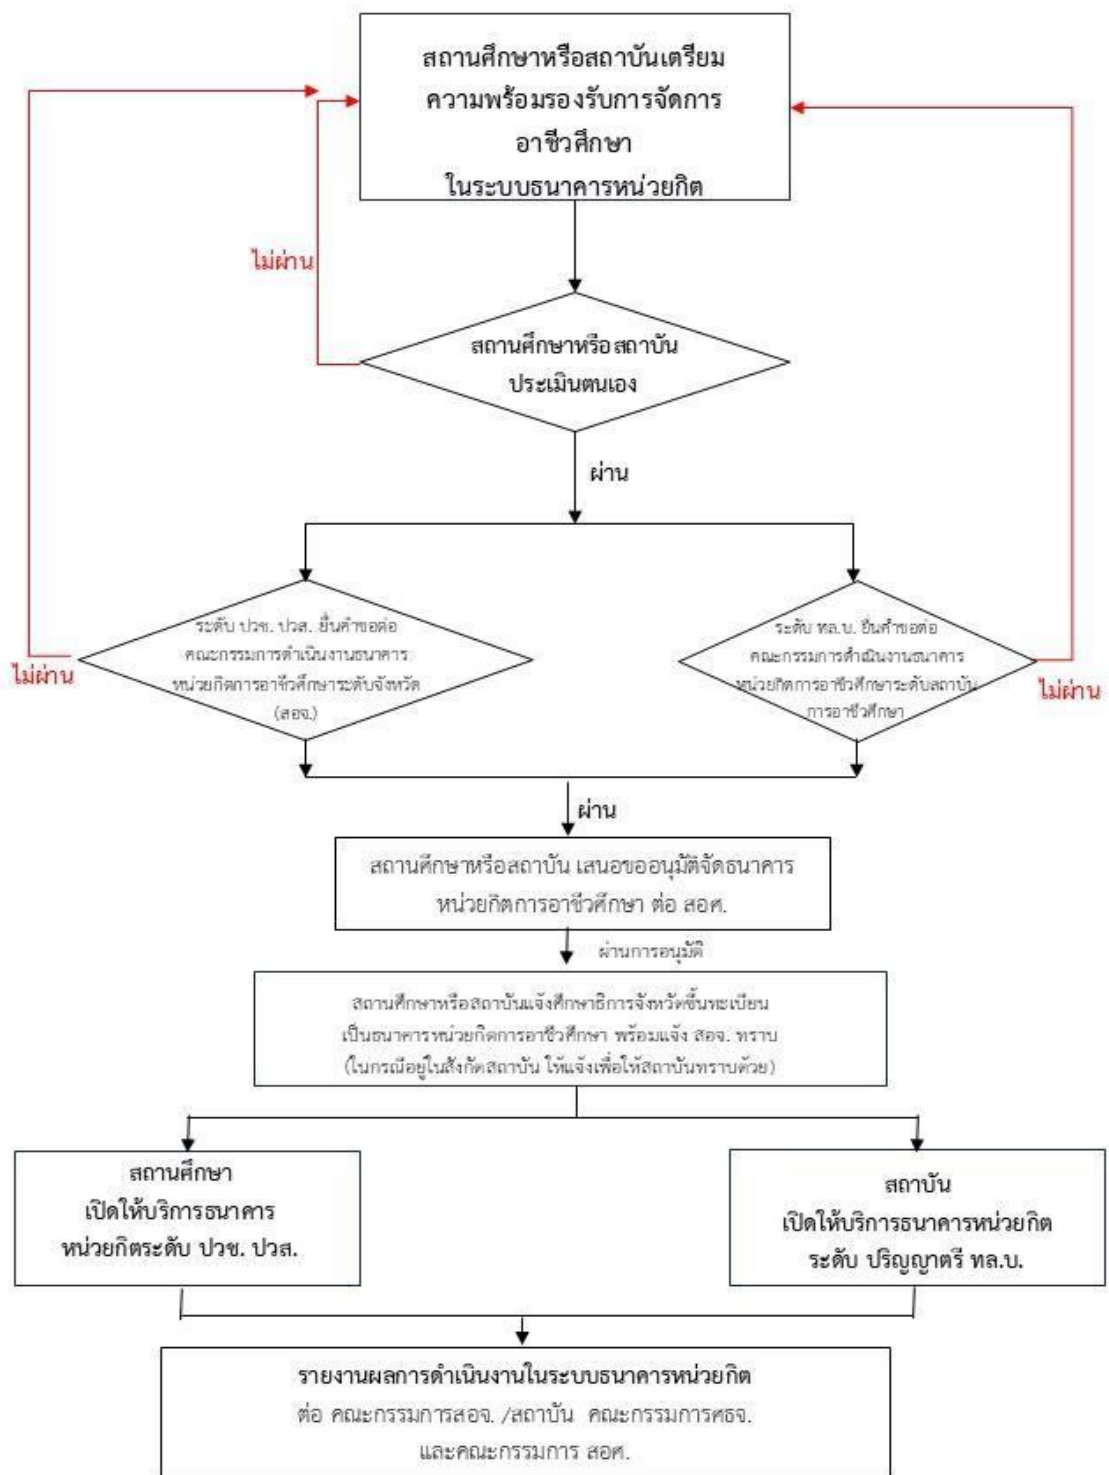 สถานศึกษาหรือสถาบันเตรียม
ความพร้อมรองรับการจัดการ
อาชีวศึกษา
ในระบบธนาคารหน่วยกิต
ไม่ผ่าน
สถานศึกษาหรือสถาบัน
ประเมินตนเอง
ผ่าน
ระดับ ปวช. ปวส. ยื่นคำขอต่อ
คณะกรรมการดำเนินงานธนาคาร
หน่วยกิตการอาชีวศึกษาระดับจังหวัด
(สอจ.)
ไม่ผ่าน
ระดับ ทล.บ. ยื่นคำขอต่อ
คณะกรรมการดำเนินงานธนาคาร
หน่วยกิตการอาชีวศึกษาระดับสถาบัน
การอาชีวศึกษา
ไม่ผ่าน
ผ่าน
สถานศึกษาหรือสถาบัน เสนอขออนุมัติจัดธนาคาร
หน่วยกิตการอาชีวศึกษา ต่อ สอศ.
ผ่านการอนุมัติ
สถานศึกษาหรือสถาบันแจ้งศึกษาธิการจังหวัดขึ้นทะเบียน
เป็นธนาคารหน่วยกิตการอาชีวศึกษา พร้อมแจ้ง สอจ. ทราบ
(ในกรณีอยู่ในสังกัดสถาบัน ให้แจ้งเพื่อให้สถาบันทราบด้วย)
สถานศึกษา
เปิดให้บริการธนาคาร
หน่วยกิตระดับ ปวช. ปวส.
สถาบัน
เปิดให้บริการธนาคารหน่วยกิต
ระดับ ปริญญาตรี ทล.บ.
รายงานผลการดำเนินงานในระบบธนาคารหน่วยกิต
ต่อ คณะกรรมการสอจ. /สถาบัน คณะกรรมการศธจ.
และคณะกรรมการ สอศ.